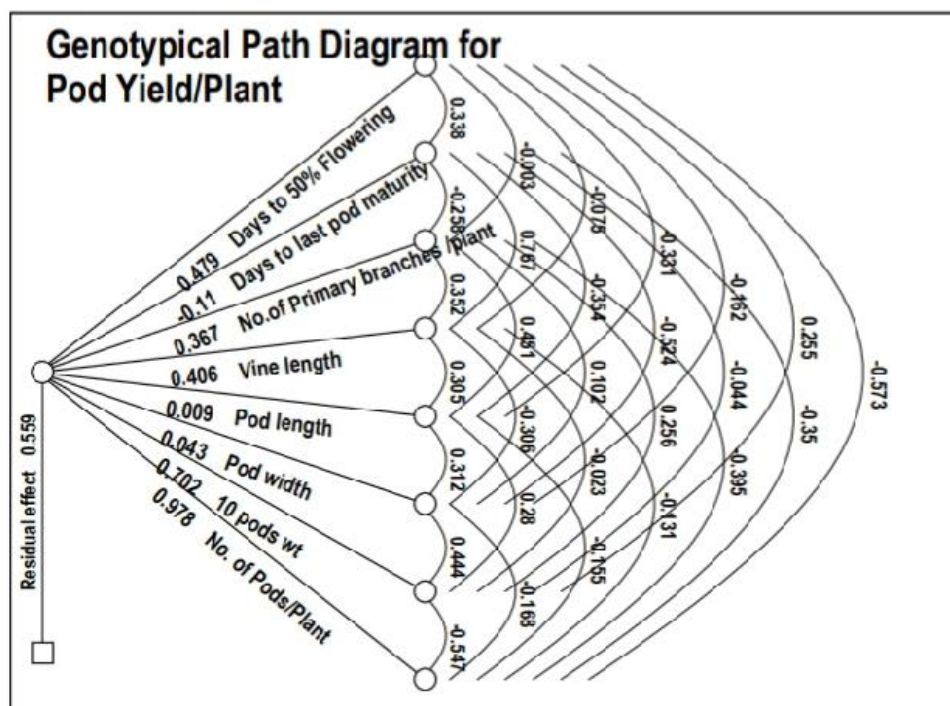 Genotypical Path Diagram for
Pod Yield/Plant
0.479 Days to 50% Flowering
-0.11 Days to last pod maturity
0.367 No.of Primary branches /plant
0.406 Vine length
0.009 Pod length
0.043 Pod width
0.702 10 pods wt
0.978 No. of Pods/Plant
Residual effect 0.559
0.338
-0.258
0.352
0.305
0.312
0.444
-0.547
-0.003
0.767
0.451
-0.306
0.28
-0.168
-0.078
-0.354
0.102
-0.023
-0.155
-0.331
-0.524
0.256
-0.131
-0.162
-0.044
-0.395
0.255
-0.35
-0.573